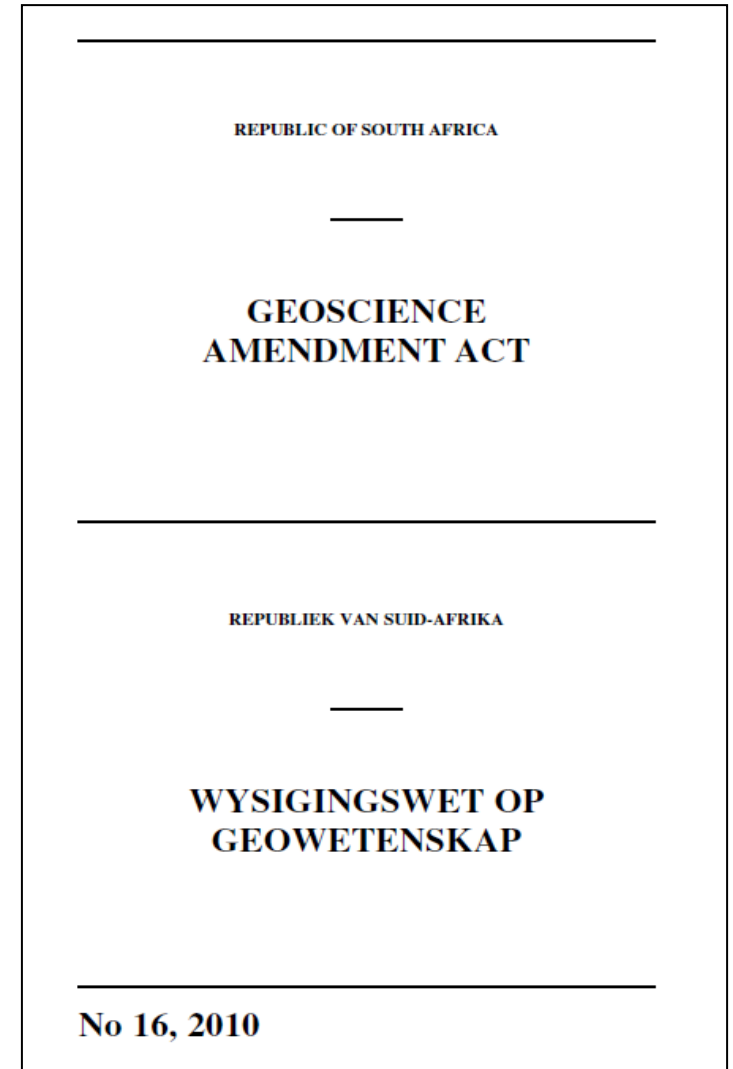 REPUBLIC OF SOUTH AFRICA
GEOSCIENCE
AMENDMENT ACT
REPUBLIEK VAN SUID-AFRIKA
WYSIGINGSWET OP
GEOWETENSKAP
No 16, 2010